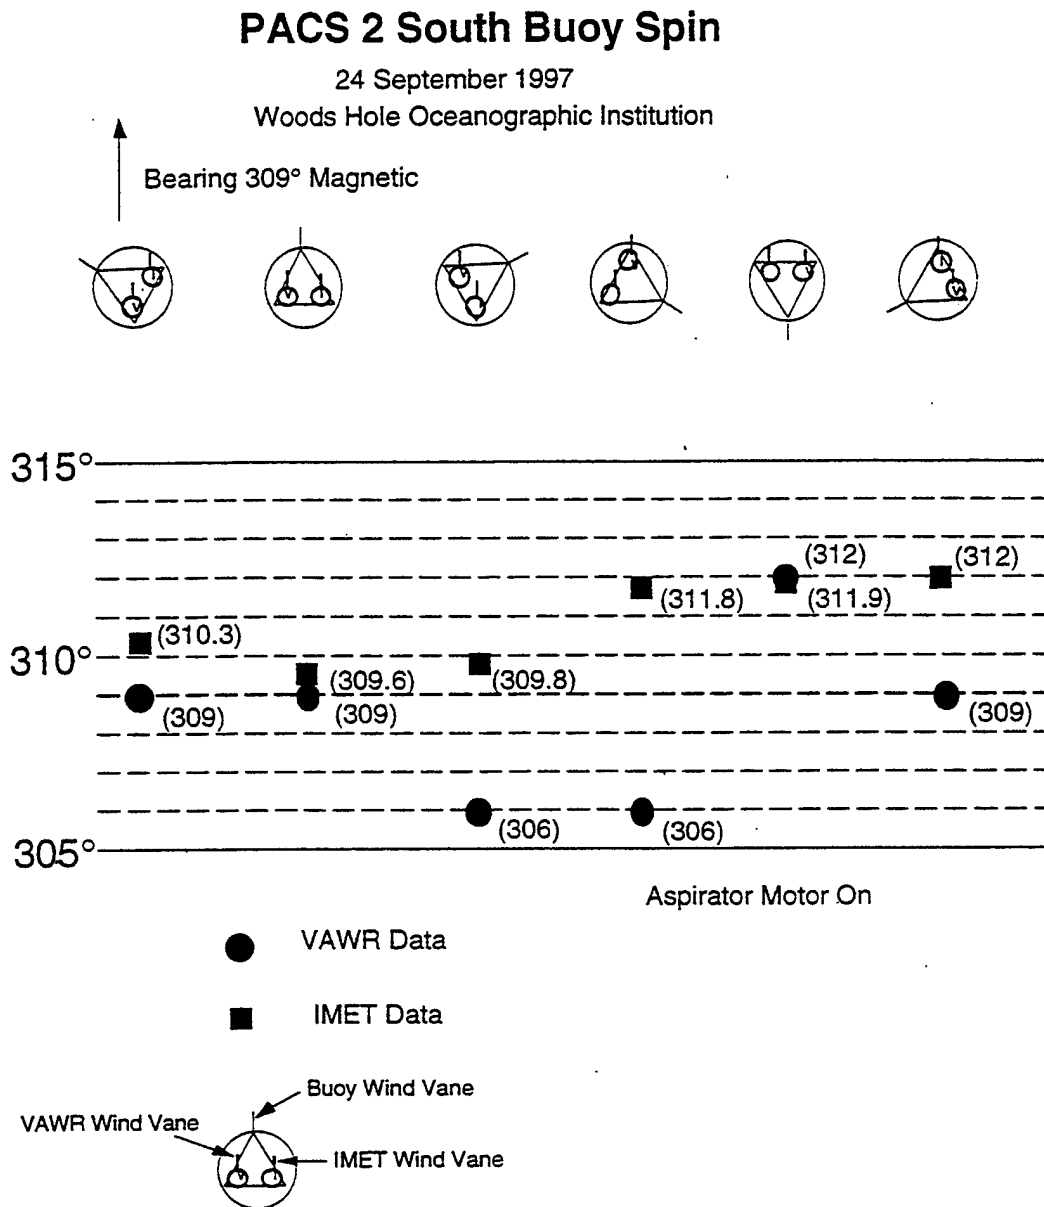 PACS 2 South Buoy Spin
24 September 1997
Woods Hole Oceanographic Institution
Bearing 309° Magnetic
315°
(312)
(312)
(311.8)
(311.9)
(310.3)
310°
(309.6)
(309.8)
(309)
(309)
(309)
(306)
(306)
305°
Aspirator Motor On
VAWR Data
IMET Data
Buoy Wind Vane
VAWR Wind Vane
IMET Wind Vane